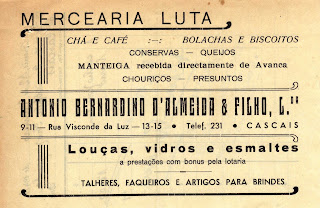 MERCEARIA LUTA
CHÁ E CAFÉ :-: BOLACHAS E BISCOITOS
CONSERVAS — QUEIJOS
MANTEIGA recebida directamente de Avanca
CHOURIÇOS — PRESUNTOS
ANTONIO BERNARDINO D'ALMEIDA & FILHO, L.DA
9-11 — Rua Visconde da Luz — 13-15 • Telef. 231 • CASCAIS
Louças, vidros e esmaltes
a prestações com bonus pela lotaria
TALHERES, FAQUEIROS E ARTIGOS PARA BRINDES.